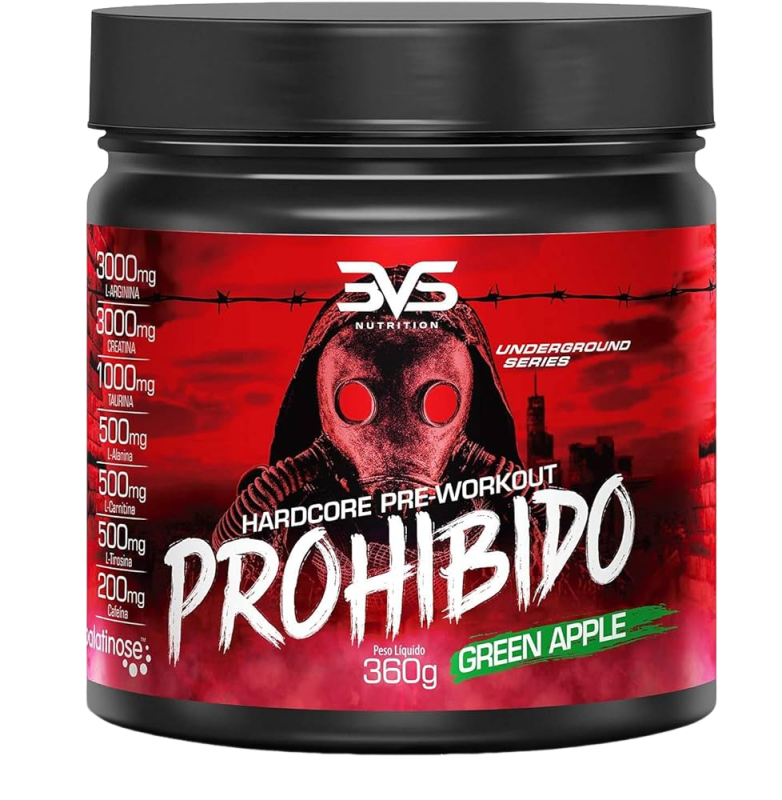 3VS
NUTRITION
UNDERGROUND
SERIES
3000mg
L-ARGININA
3000mg
CREATINA
1000mg
TAURINA
500mg
L-Alanina
500mg
L-Carnitina
500mg
L-Tirosina
200mg
Cafeína
palatinose™
HARDCORE PRE-WORKOUT
PROHIBIDO
Peso Líquido
360g
GREEN APPLE